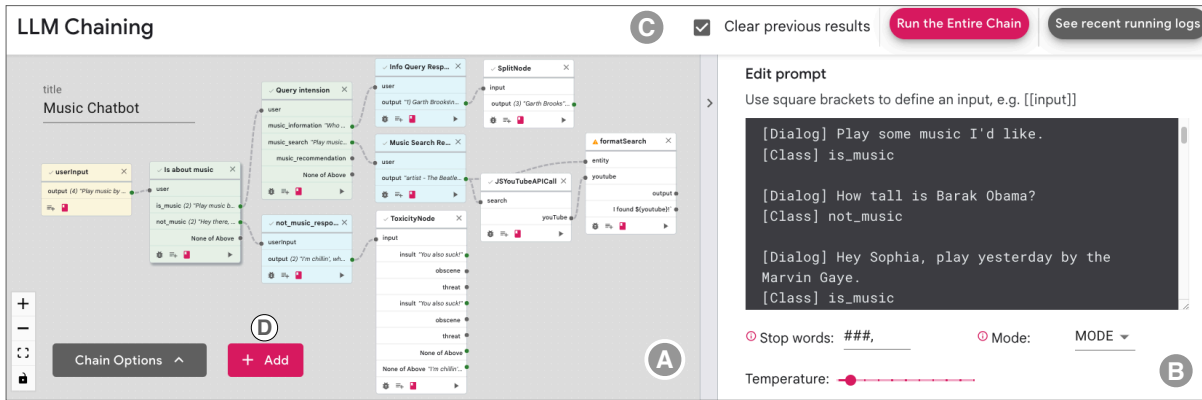 LLM Chaining
C
Clear previous results
Run the Entire Chain
See recent running logs
title
Music Chatbot
userInput
output (4) "Play music by ...
Is about music
user
is_music (2) "Play music b...
not_music (2) "Hey there, ...
None of Above
Query intension
user
music_information "Who ...
music_search "Play music...
music_recommendation
None of Above
not_music_respo...
userInput
output (2) "I'm chillin', wh...
Info Query Resp...
user
output "1) Garth Brooks\n...
SplitNode
input
output (3) "Garth Brooks"...
Music Search Re...
user
output "artist - The Beatle...
ToxicityNode
input
insult "You also suck!"
obscene
threat
insult "You also suck!"
obscene
threat
None of Above
None of Above "I'm chillin'...
JSYouTubeAPICall
search
youTube
formatSearch
entity
youtube
output
I found ${youtube}!'
D
Chain Options
+ Add
A
Edit prompt
Use square brackets to define an input, e.g. [[input]]
[Dialog] Play some music I'd like.
[Class] is_music
[Dialog] How tall is Barak Obama?
[Class] not_music
[Dialog] Hey Sophia, play yesterday by the
Marvin Gaye.
[Class] is_music
Stop words: ###,
Mode: MODE
Temperature:
B